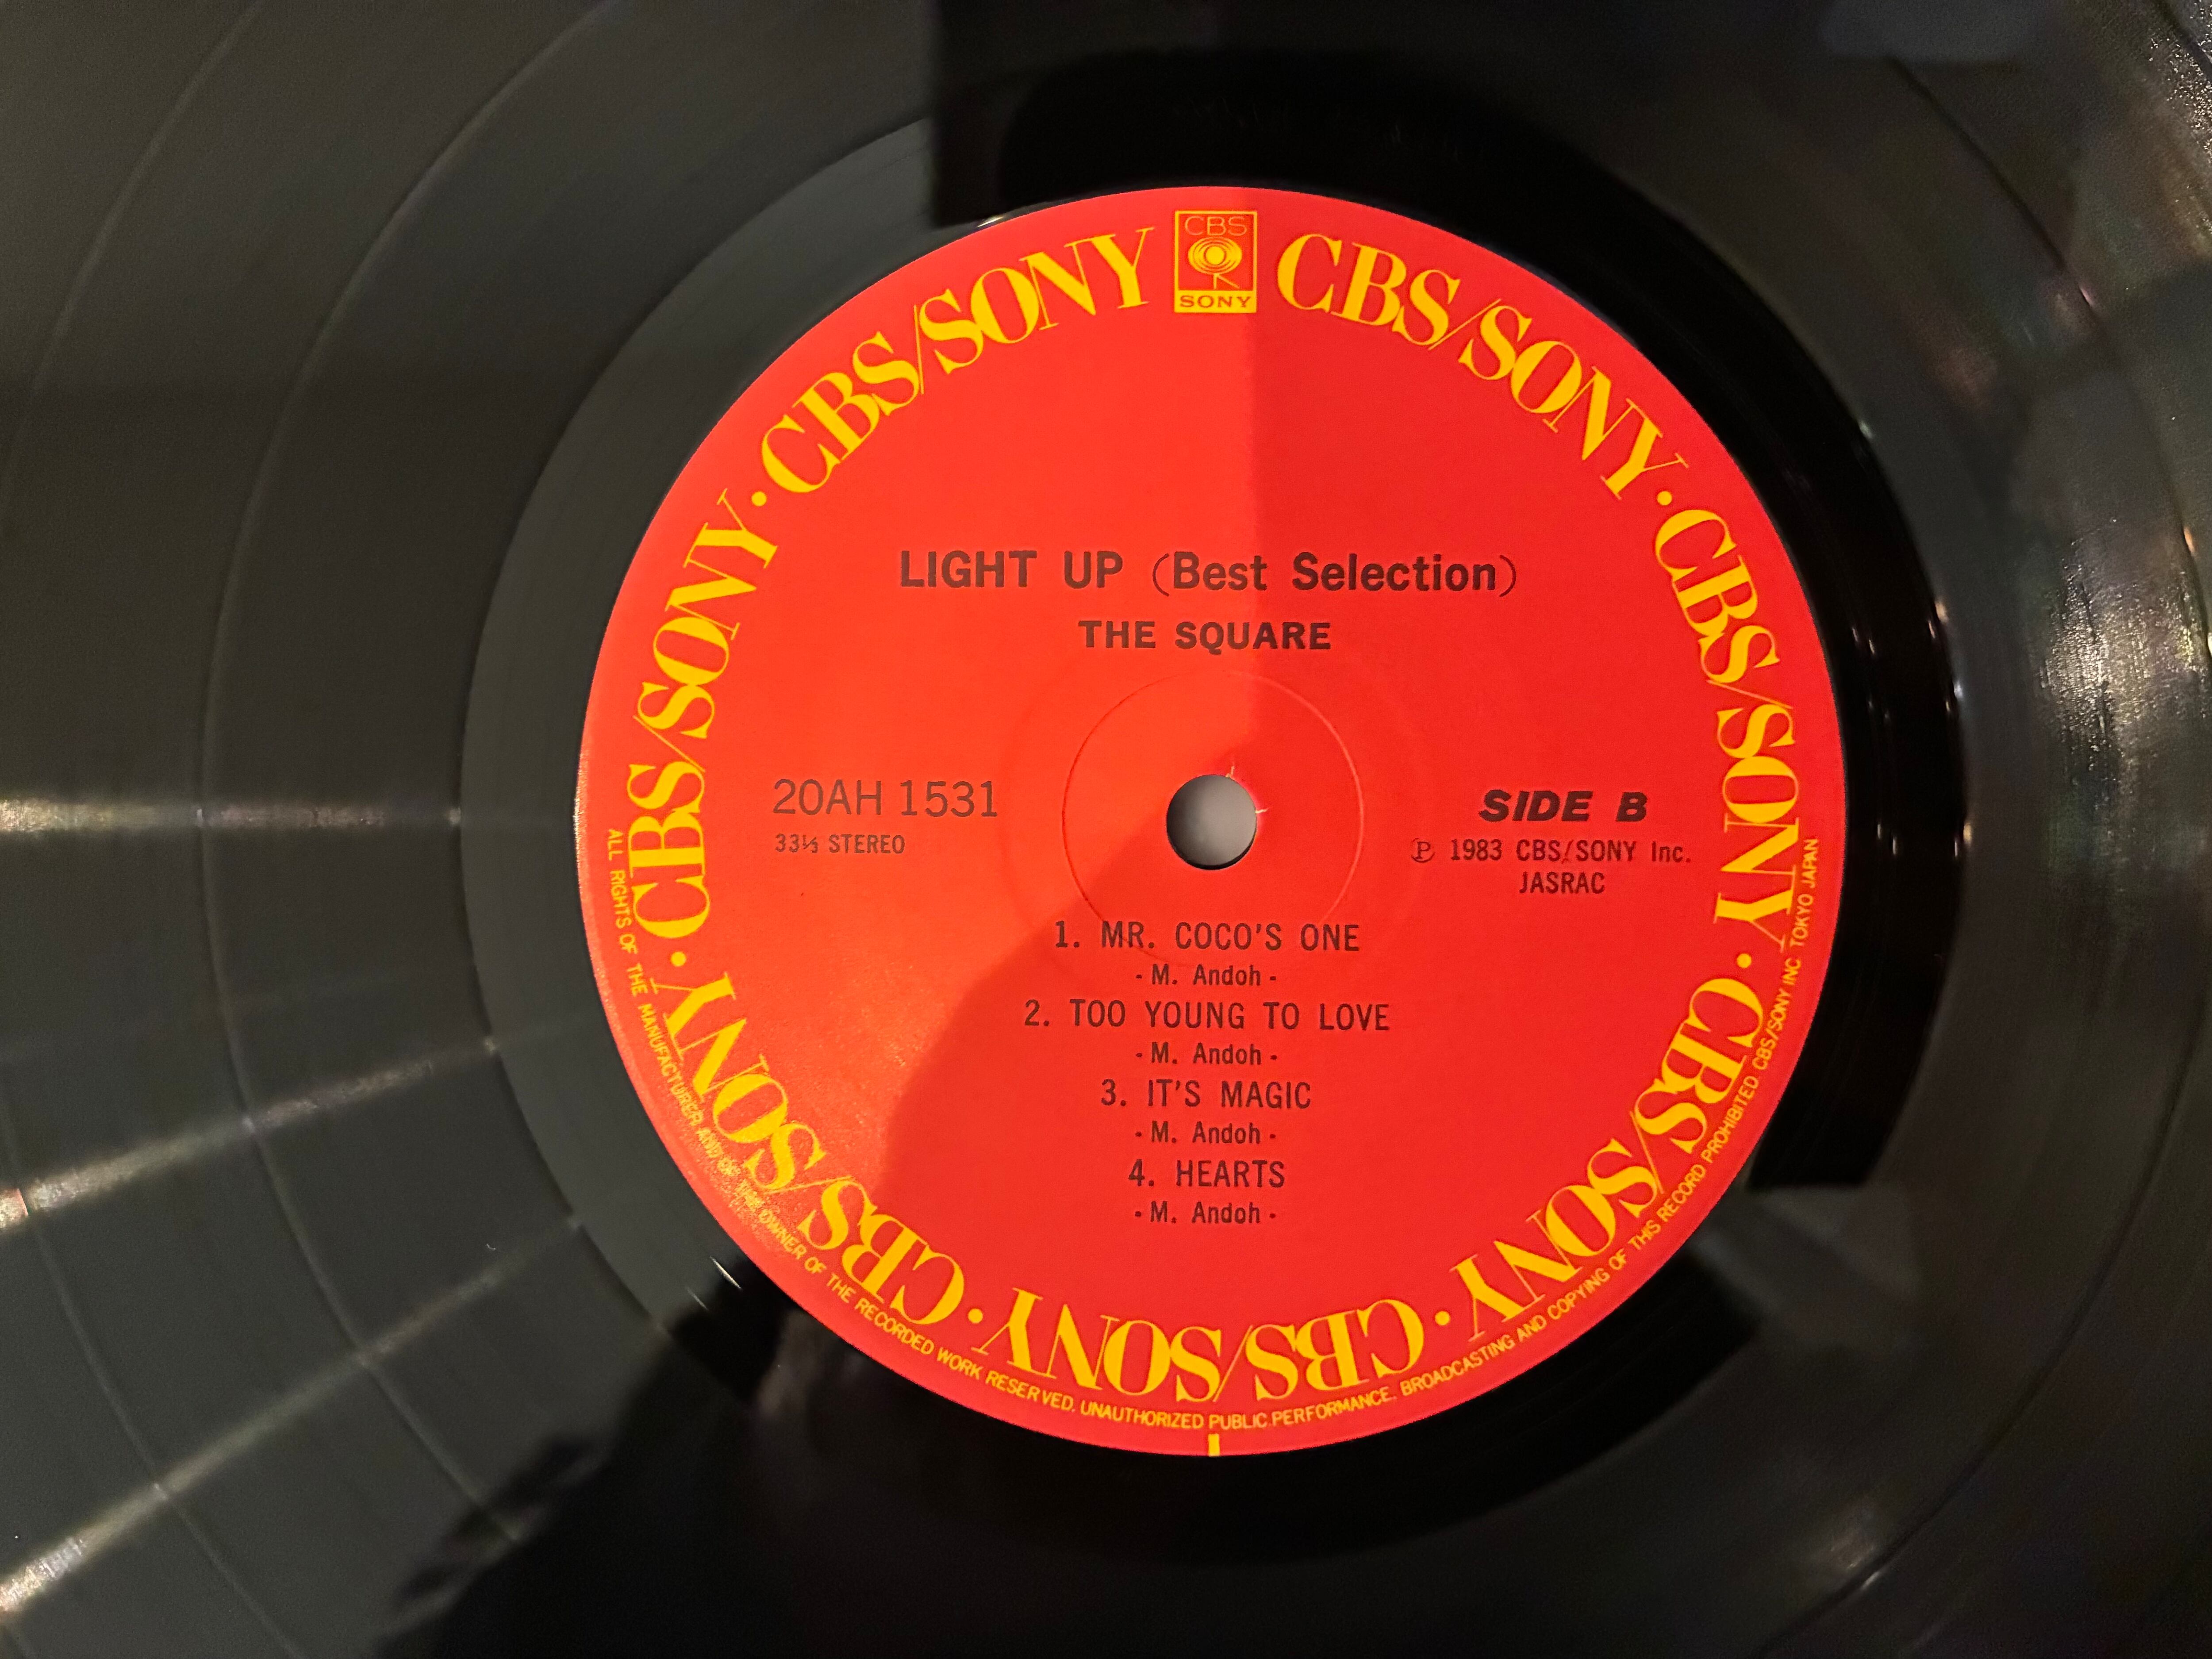 CBS
SONY
CBS/SONY · CBS/SONY · CBS/SONY · CBS/SONY · CBS/SONY · CBS/SONY · CBS/SONY · CBS/SONY
LIGHT UP (Best Selection)
THE SQUARE
20AH 1531
33⅓ STEREO
SIDE B
Ⓟ 1983 CBS/SONY Inc.
JASRAC
1. MR. COCO'S ONE
- M. Andoh -
2. TOO YOUNG TO LOVE
- M. Andoh -
3. IT'S MAGIC
- M. Andoh -
4. HEARTS
- M. Andoh -
ALL RIGHTS OF THE MANUFACTURER AND OF THE OWNER OF THE RECORDED WORK RESERVED. UNAUTHORIZED PUBLIC PERFORMANCE. BROADCASTING AND COPYING OF THIS RECORD PROHIBITED. CBS/SONY INC. TOKYO JAPAN